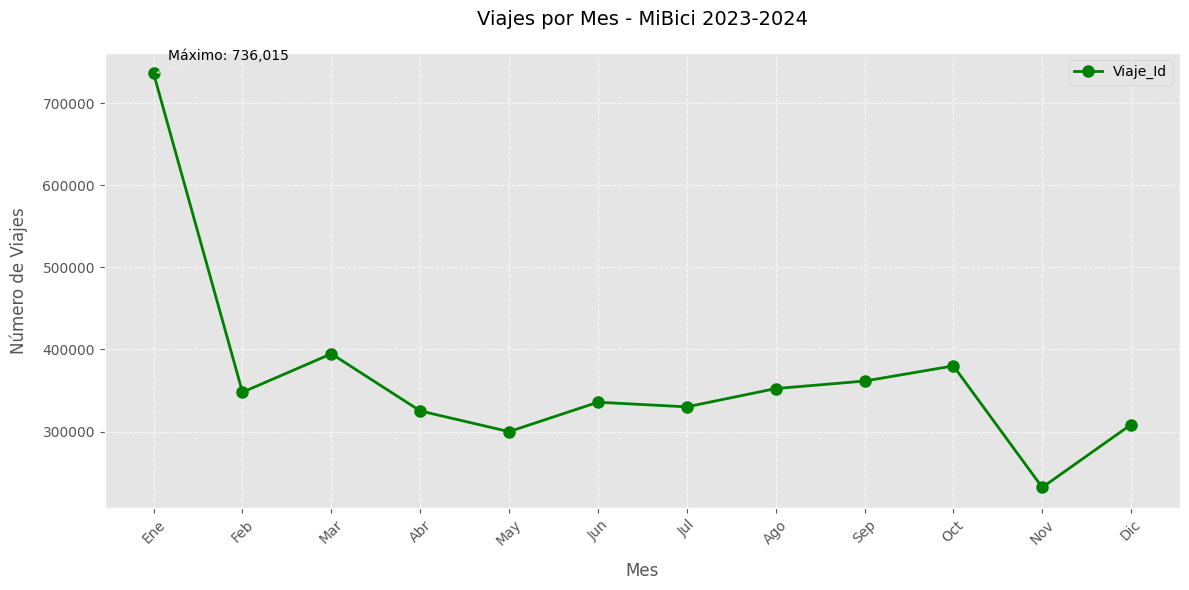 Viajes por Mes - MiBici 2023-2024
Máximo: 736,015
Viaje_Id
700000
600000
500000
400000
300000
Número de Viajes
Ene
Feb
Mar
Abr
May
Jun
Jul
Ago
Sep
Oct
Nov
Dic
Mes